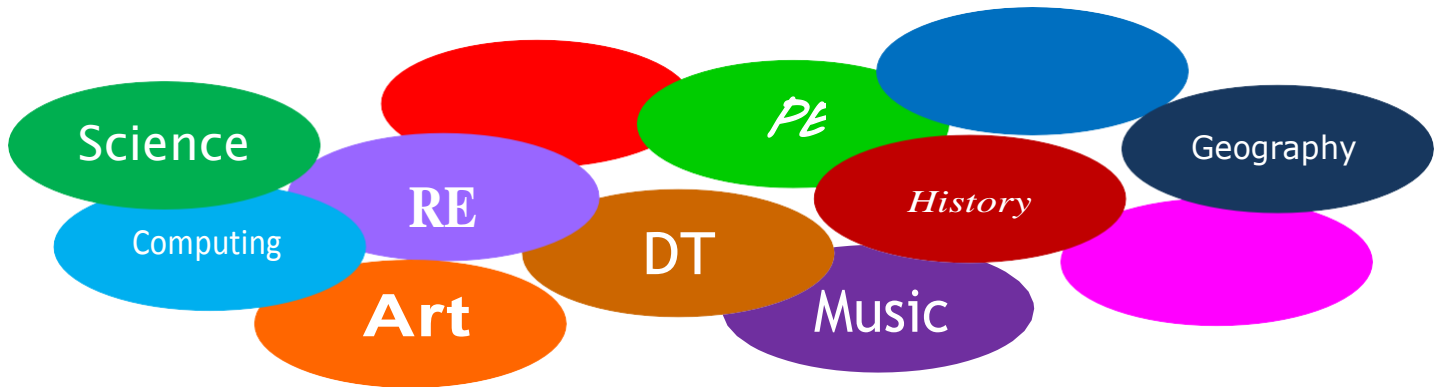 PE
Science
Geography
RE
History
Computing
DT
Art
Music